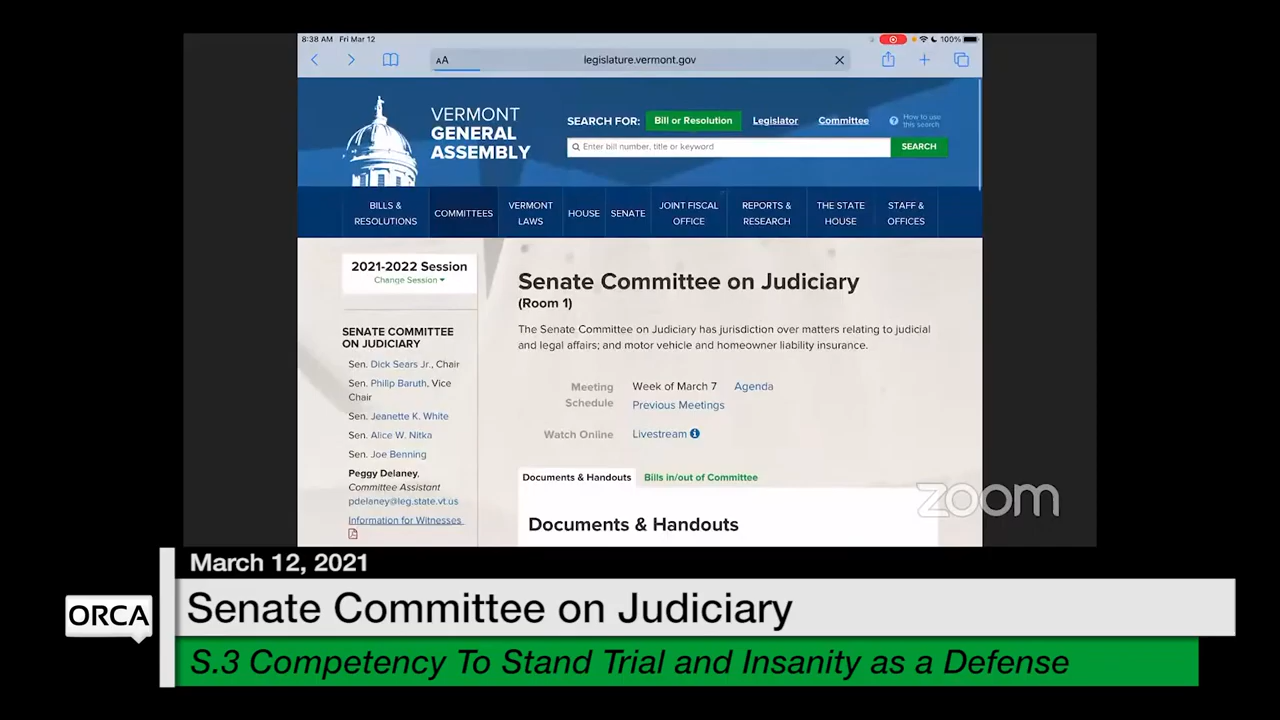 8:38 AM Fri Mar 12
100%
AA
legislature.vermont.gov
VERMONT
GENERAL
ASSEMBLY
SEARCH FOR: Bill or Resolution Legislator Committee
How to use
this search
Enter bill number, title or keyword
SEARCH
BILLS &
RESOLUTIONS
COMMITTEES
VERMONT
LAWS
HOUSE
SENATE
JOINT FISCAL
OFFICE
REPORTS &
RESEARCH
THE STATE
HOUSE
STAFF &
OFFICES
2021-2022 Session
Change Session
SENATE COMMITTEE
ON JUDICIARY
Sen. Dick Sears Jr., Chair
Sen. Philip Baruth, Vice
Chair
Sen. Jeanette K. White
Sen. Alice W. Nitka
Sen. Joe Benning
Peggy Delaney,
Committee Assistant
pdelaney@leg.state.vt.us
Information for Witnesses
Senate Committee on Judiciary
(Room 1)
The Senate Committee on Judiciary has jurisdiction over matters relating to judicial
and legal affairs; and motor vehicle and homeowner liability insurance.
Meeting
Schedule
Week of March 7 Agenda
Previous Meetings
Watch Online Livestream
Documents & Handouts Bills in/out of Committee
Documents & Handouts
zoom
March 12, 2021
ORCA
Senate Committee on Judiciary
S.3 Competency To Stand Trial and Insanity as a Defense